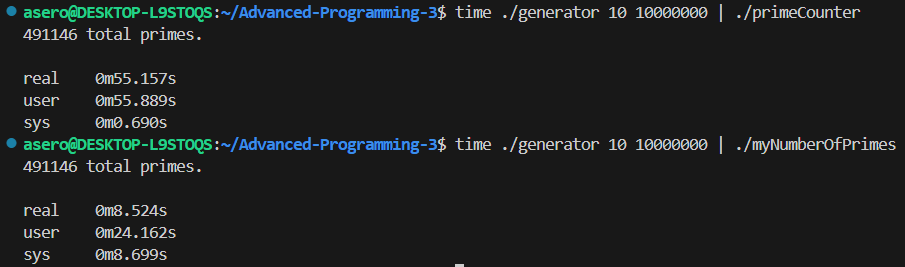 asero@DESKTOP-L9STOQS:~/Advanced-Programming-3$ time ./generator 10 10000000 | ./primeCounter
491146 total primes.
real 0m55.157s
user 0m55.889s
sys 0m0.690s
asero@DESKTOP-L9STOQS:~/Advanced-Programming-3$ time ./generator 10 10000000 | ./myNumberOfPrimes
491146 total primes.
real 0m8.524s
user 0m24.162s
sys 0m8.699s